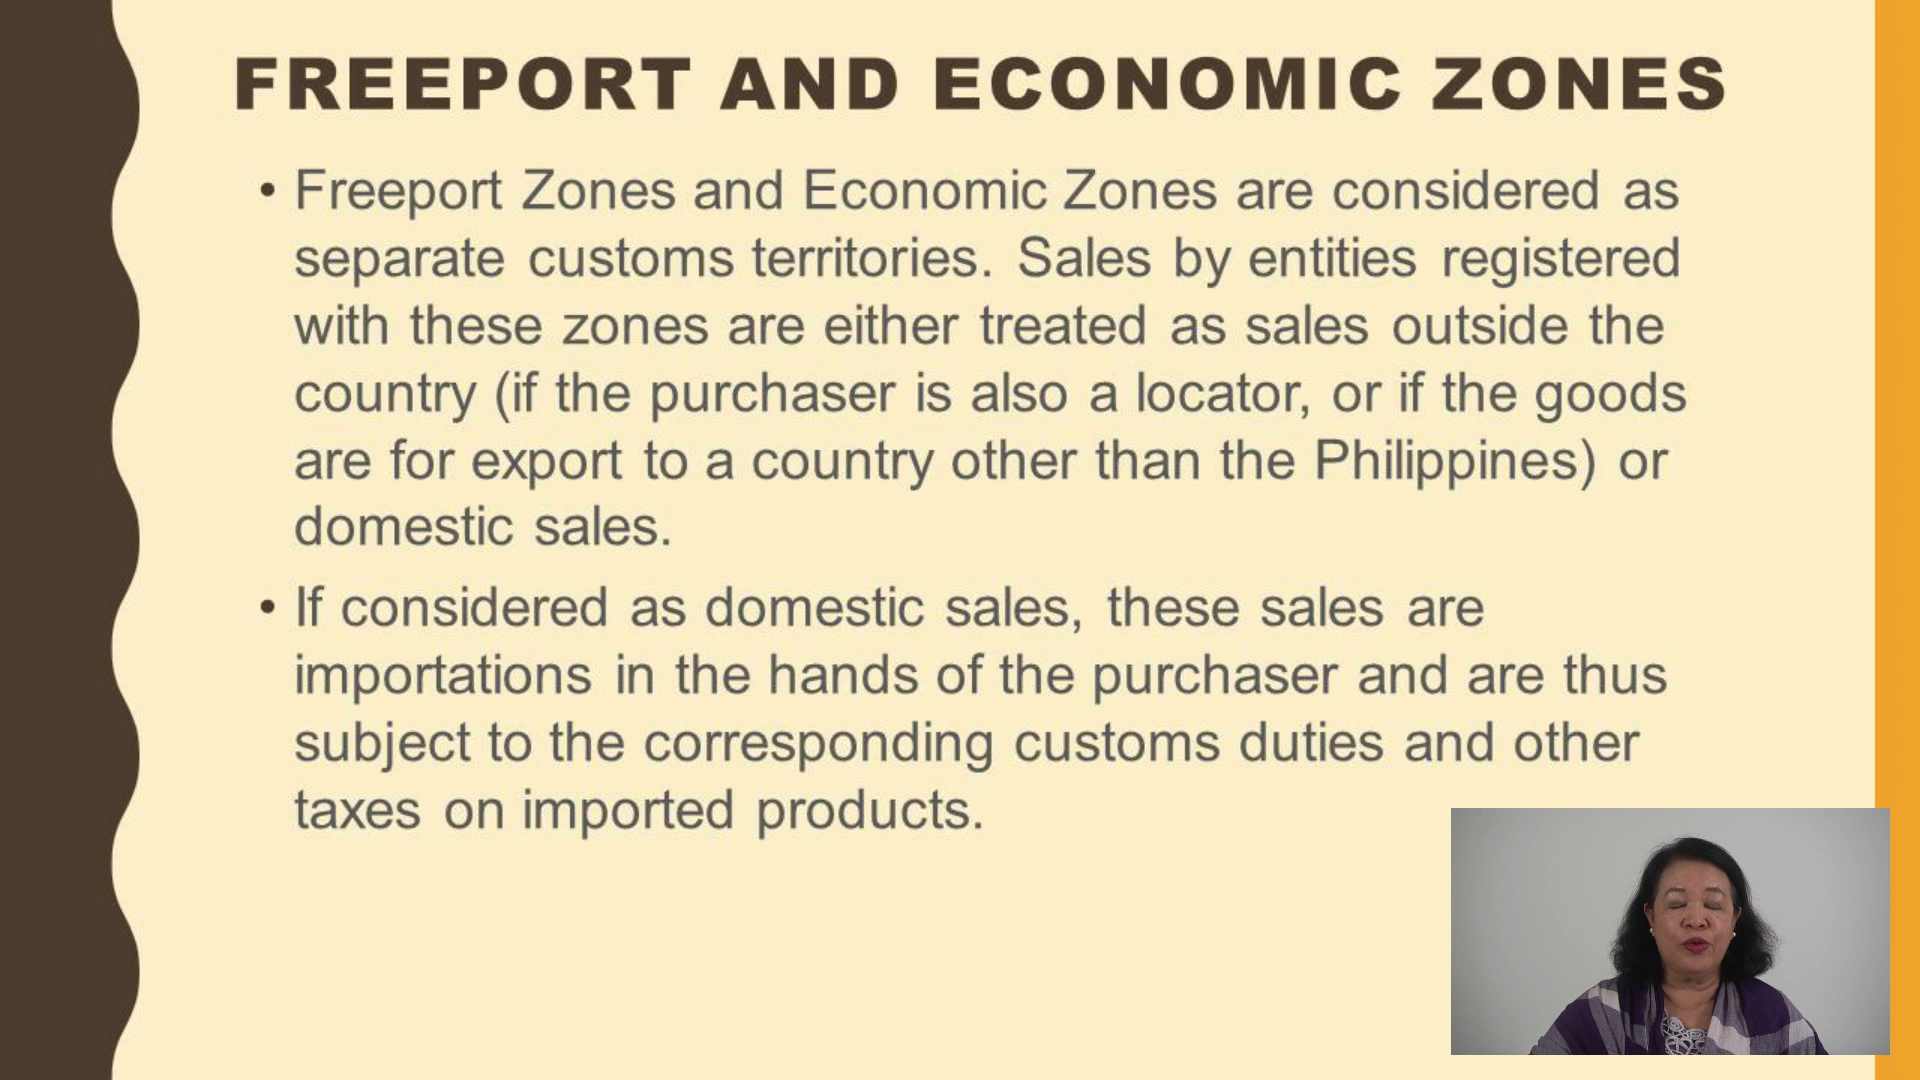 FREEPORT AND ECONOMIC ZONES
• Freeport Zones and Economic Zones are considered as
separate customs territories. Sales by entities registered
with these zones are either treated as sales outside the
country (if the purchaser is also a locator, or if the goods
are for export to a country other than the Philippines) or
domestic sales.
• If considered as domestic sales, these sales are
importations in the hands of the purchaser and are thus
subject to the corresponding customs duties and other
taxes on imported products.